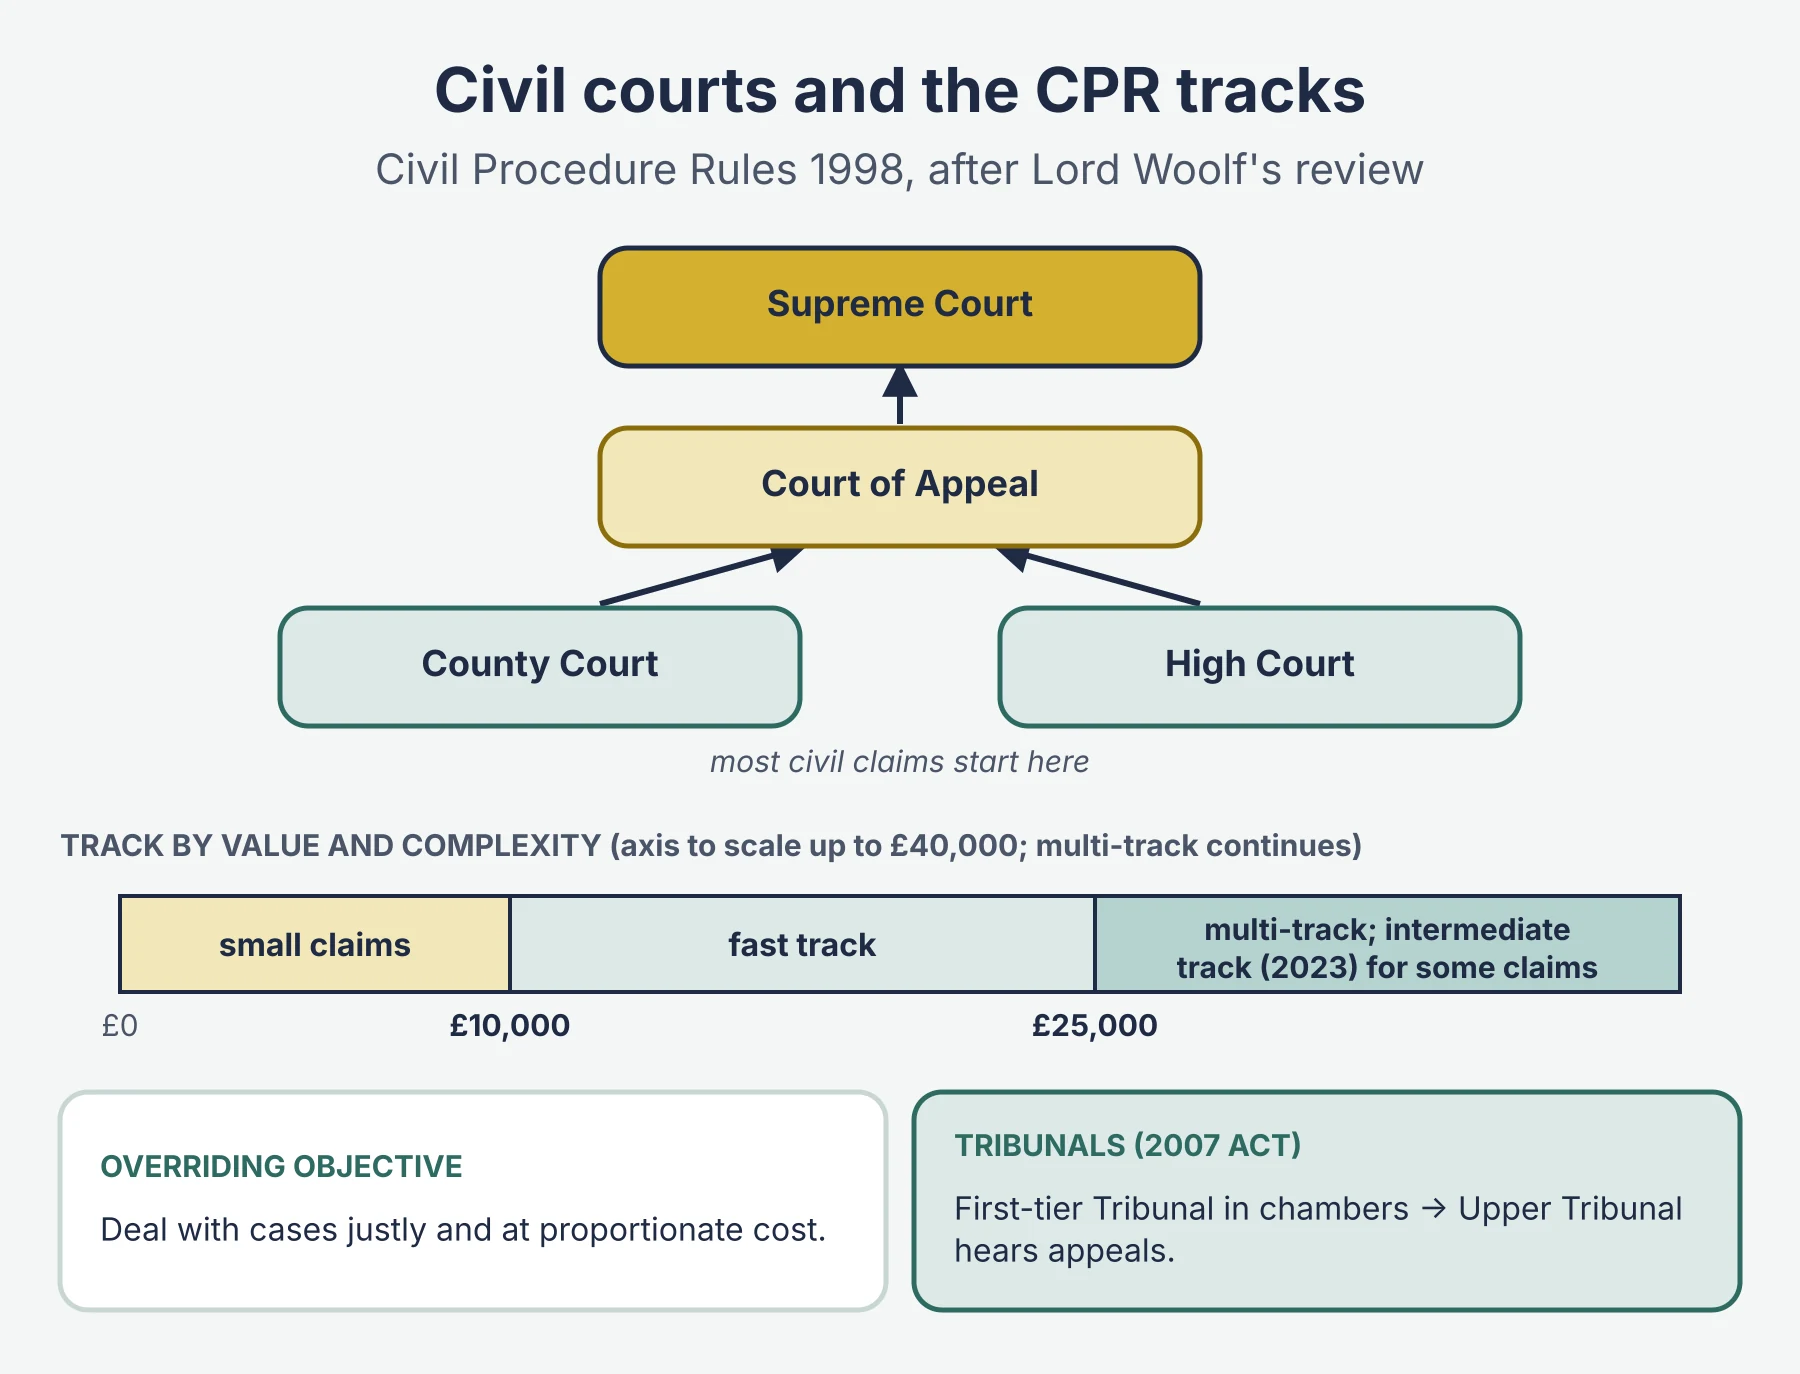 Civil courts and the CPR tracks
Civil Procedure Rules 1998, after Lord Woolf's review
Supreme Court
Court of Appeal
County Court
High Court
most civil claims start here
TRACK BY VALUE AND COMPLEXITY (axis to scale up to £40,000; multi-track continues)
small claims
fast track
multi-track; intermediate
track (2023) for some claims
£0
£10,000
£25,000
OVERRIDING OBJECTIVE
Deal with cases justly and at proportionate cost.
TRIBUNALS (2007 ACT)
First-tier Tribunal in chambers → Upper Tribunal
hears appeals.